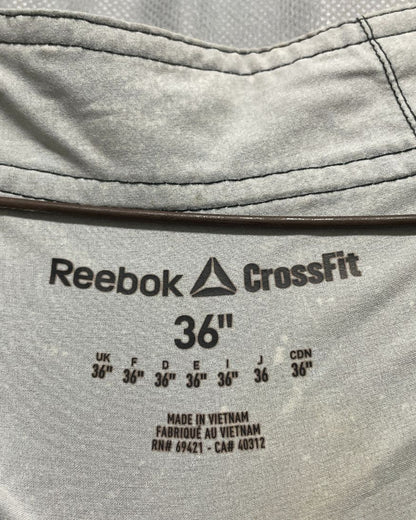 Reebok CrossFit
36"
UK F D E I J CDN
36" 36" 36" 36" 36" 36 36"
MADE IN VIETNAM
FABRIQUÉ AU VIETNAM
RN# 69421 - CA# 40312